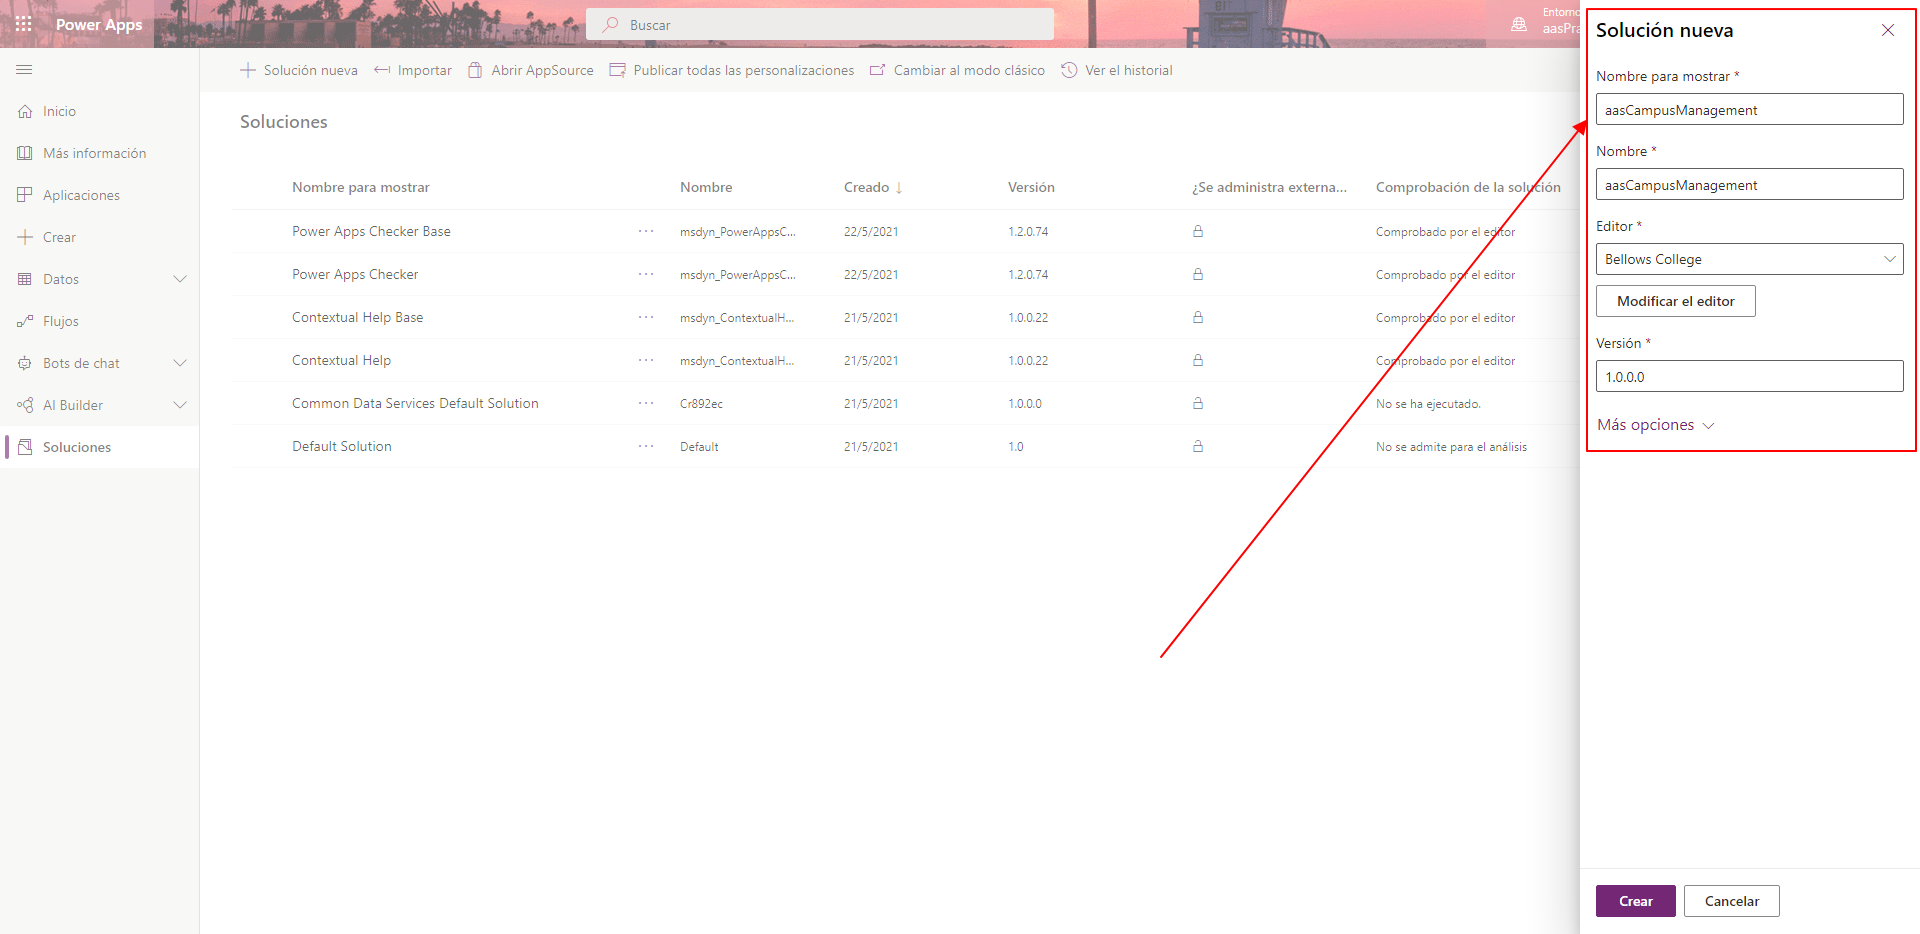 Power Apps
Buscar
Entorno
aasPra
Inicio
Más información
Aplicaciones
Crear
Datos
Flujos
Bots de chat
AI Builder
Soluciones
Solución nueva
Importar
Abrir AppSource
Publicar todas las personalizaciones
Cambiar al modo clásico
Ver el historial
Soluciones
Nombre para mostrar Nombre Creado ↓ Versión ¿Se administra externa... Comprobación de la solución
Power Apps Checker Base ... msdyn_PowerAppsC... 22/5/2021 1.2.0.74 Comprobado por el editor
Power Apps Checker ... msdyn_PowerAppsC... 22/5/2021 1.2.0.74 Comprobado por el editor
Contextual Help Base ... msdyn_ContextualH... 21/5/2021 1.0.0.22 Comprobado por el editor
Contextual Help ... msdyn_ContextualH... 21/5/2021 1.0.0.22 Comprobado por el editor
Common Data Services Default Solution ... Cr892ec 21/5/2021 1.0.0.0 No se ha ejecutado.
Default Solution ... Default 21/5/2021 1.0 No se admite para el análisis
Solución nueva
Nombre para mostrar *
aasCampusManagement
Nombre *
aasCampusManagement
Editor *
Bellows College
Modificar el editor
Versión *
1.0.0.0
Más opciones
Crear
Cancelar